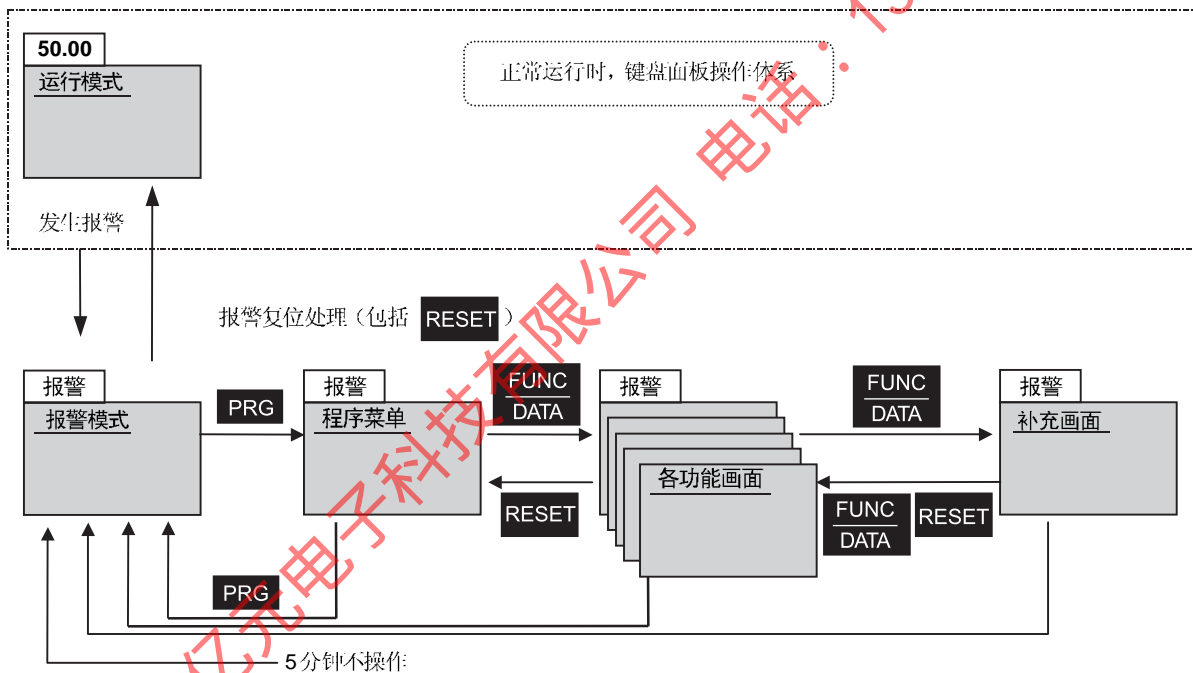 50.00
运行模式
正常运行时，键盘面板操作体系
发生报警
报警复位处理（包括 RESET）
报警
报警模式
PRG
报警
程序菜单
FUNC
DATA
RESET
报警
各功能画面
FUNC
DATA
FUNC
DATA
RESET
报警
补充画面
PRG
5分钟不操作
亿元电子科技有限公司 电话：